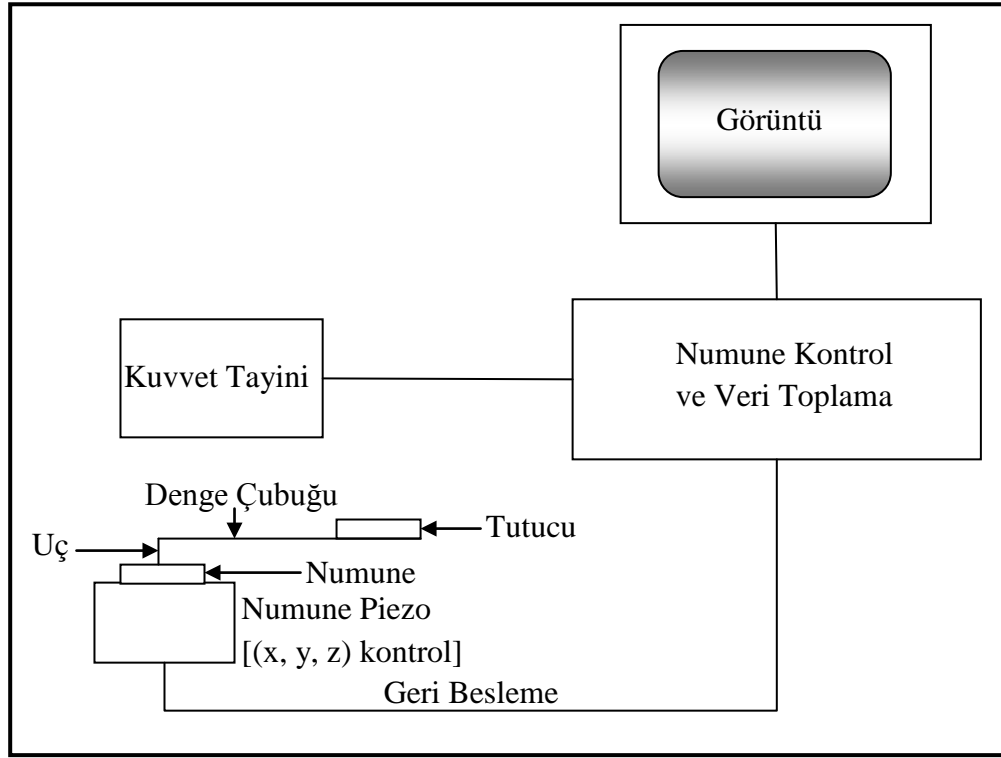 Görüntü
Numune Kontrol
ve Veri Toplama
Kuvvet Tayini
Denge Çubuğu
Tutucu
Uç
Numune
Numune Piezo
[(x, y, z) kontrol]
Geri Besleme